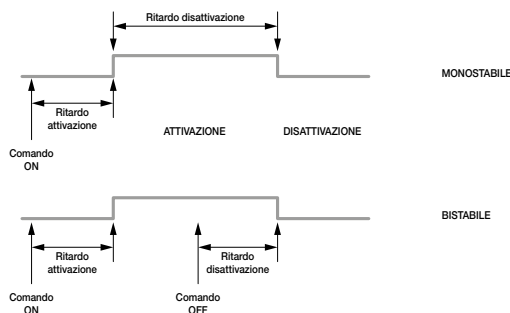 Ritardo disattivazione
MONOSTABILE
Ritardo
attivazione
ATTIVAZIONE
DISATTIVAZIONE
Comando
ON
BISTABILE
Ritardo
attivazione
Ritardo
disattivazione
Comando
ON
Comando
OFF